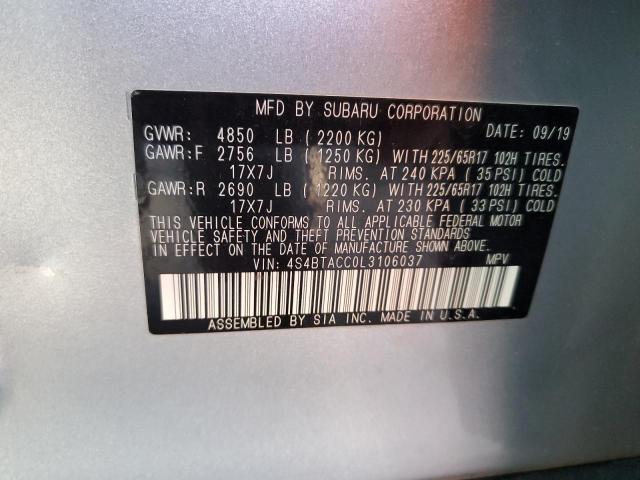 MFD BY SUBARU CORPORATION
GVWR: 4850 LB ( 2200 KG) DATE: 09/19
GAWR:F 2756 LB ( 1250 KG) WITH 225/65R17 102H TIRES.
17X7J RIMS. AT 240 KPA ( 35 PSI) COLD
GAWR:R 2690 LB ( 1220 KG) WITH 225/65R17 102H TIRES.
17X7J RIMS. AT 230 KPA ( 33 PSI) COLD
THIS VEHICLE CONFORMS TO ALL APPLICABLE FEDERAL MOTOR
VEHICLE SAFETY AND THEFT PREVENTION STANDARDS
IN EFFECT ON THE DATE OF MANUFACTURE SHOWN ABOVE.
VIN: 4S4BTACC0L3106037 MPV
ASSEMBLED BY SIA INC. MADE IN U.S.A.